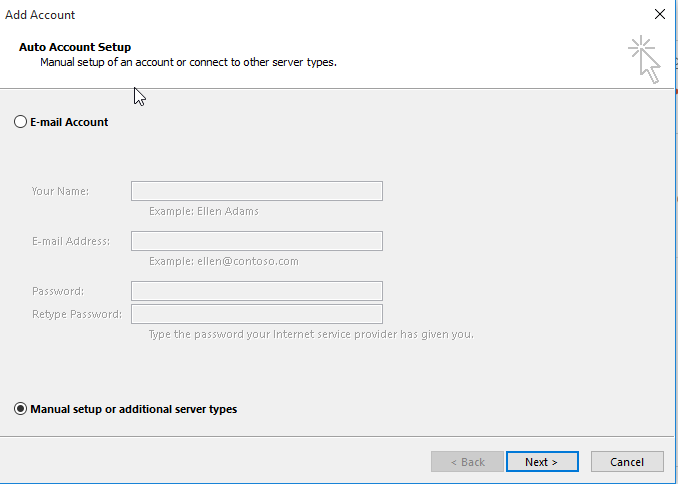 Add Account
Auto Account Setup
Manual setup of an account or connect to other server types.
E-mail Account
Your Name:
Example: Ellen Adams
E-mail Address:
Example: ellen@contoso.com
Password:
Retype Password:
Type the password your Internet service provider has given you.
Manual setup or additional server types
< Back Next > Cancel